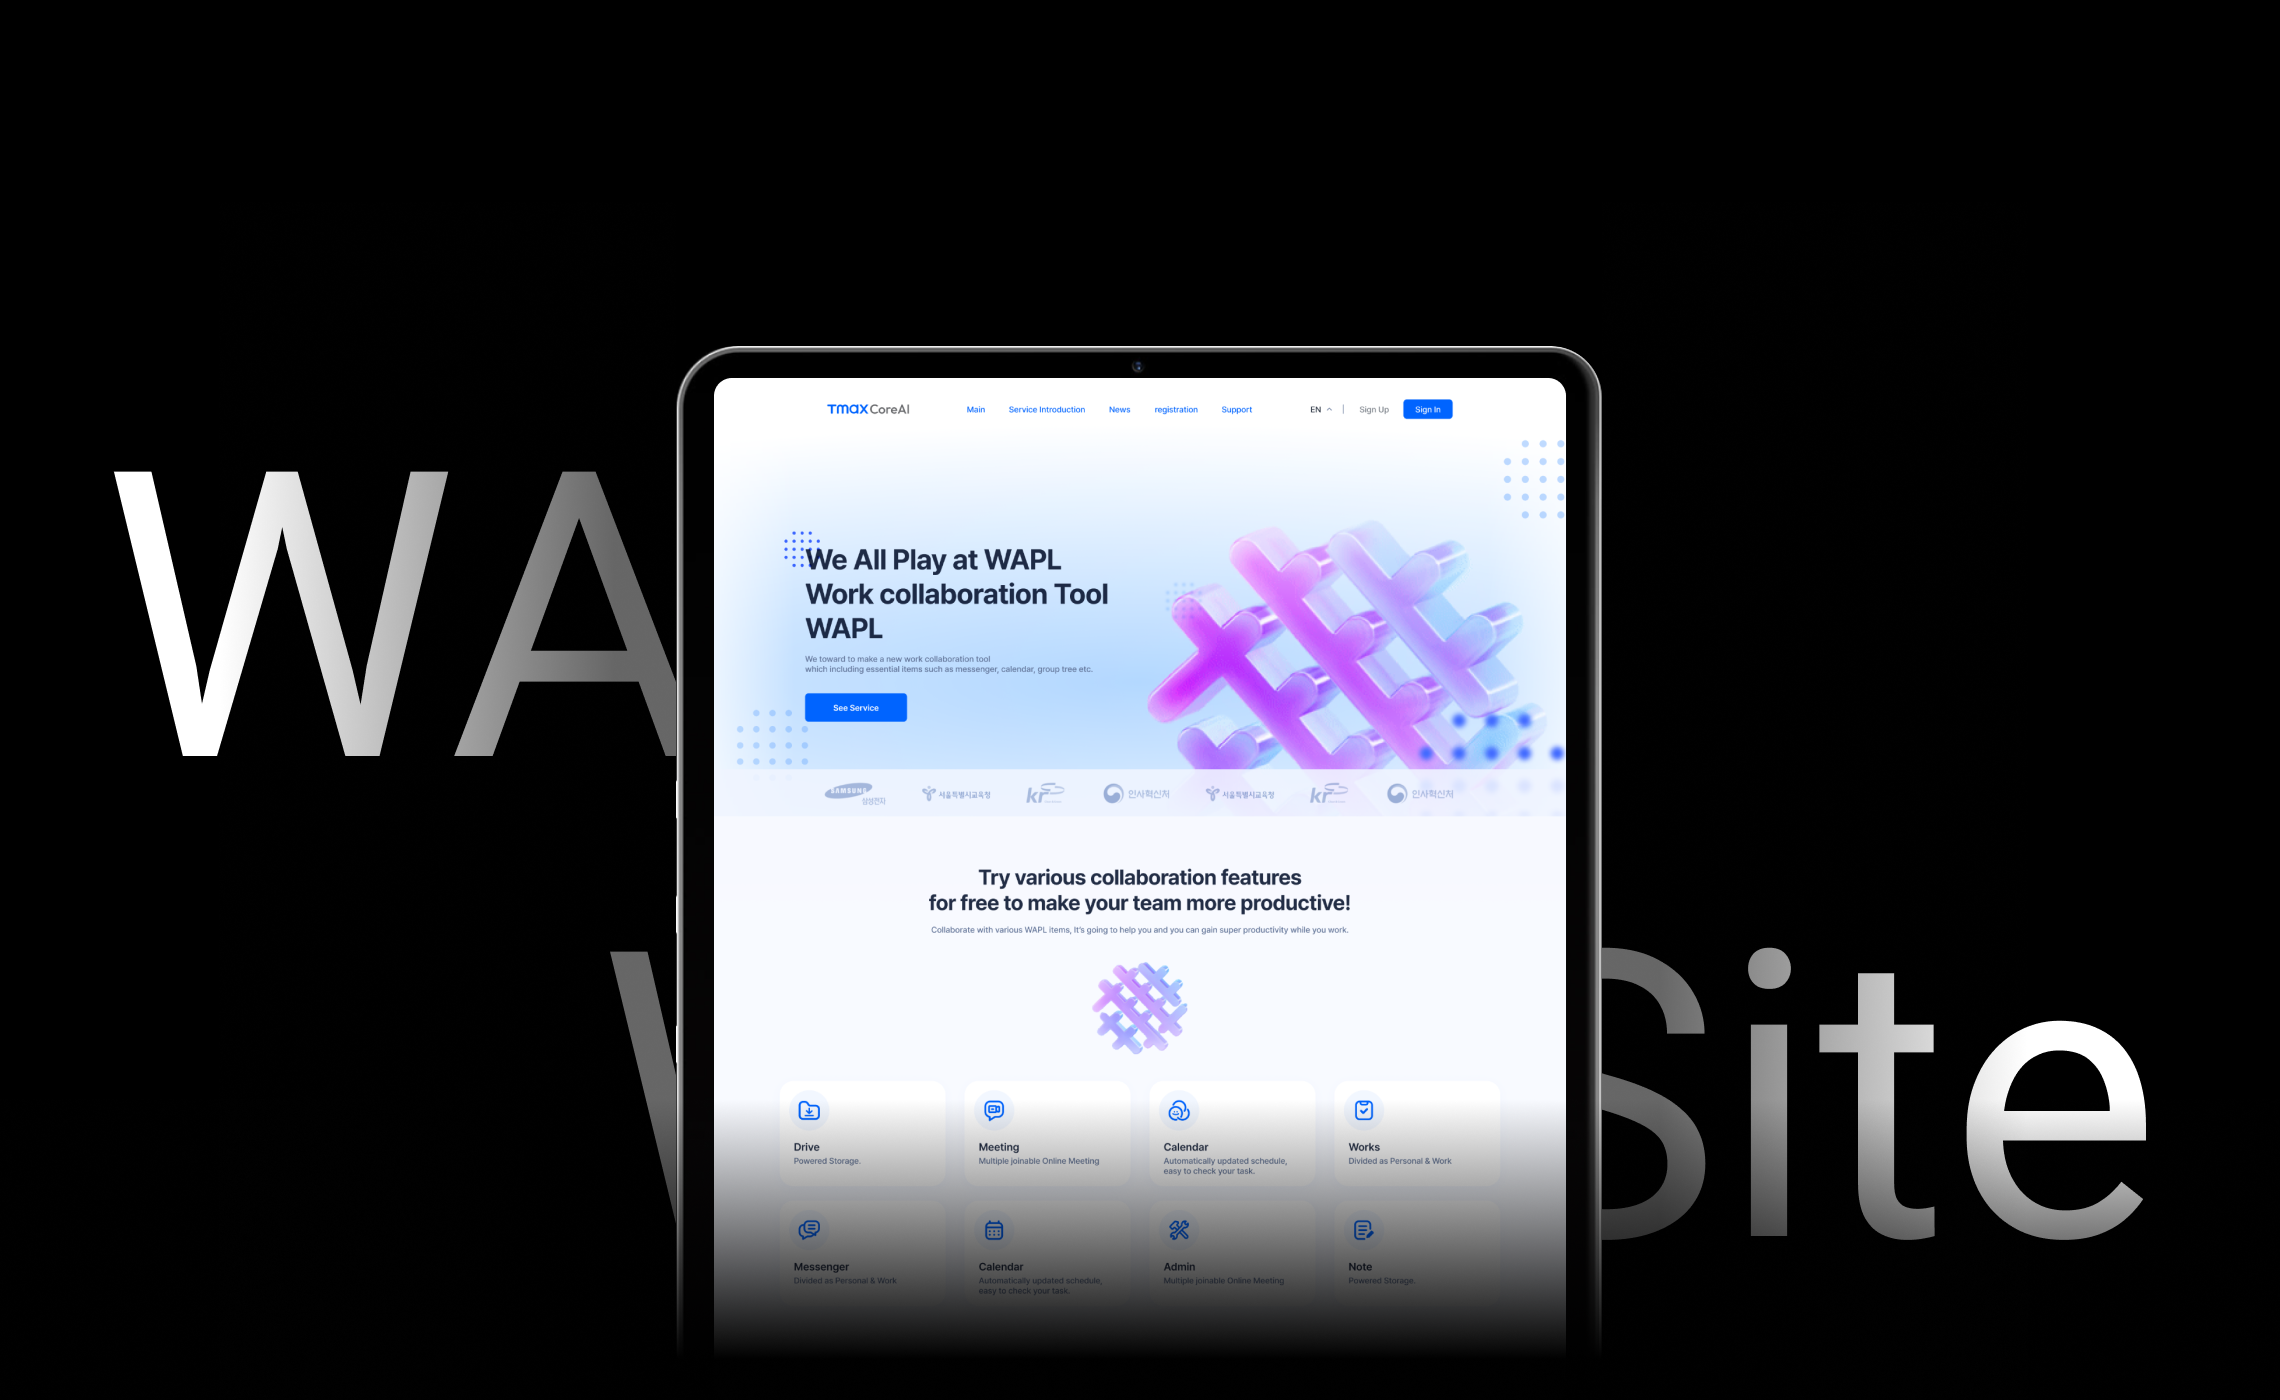 WA
Site
TMAX CoreAI
Main Service Introduction News registration Support EN Sign Up Sign In
We All Play at WAPL
Work collaboration Tool
WAPL
We toward to make a new work collaboration tool
which including essential items such as messenger, calendar, group tree etc.
See Service
SAMSUNG 삼성전자 서울특별시교육청 kr 인사혁신처 서울특별시교육청 kr 인사혁신처
Try various collaboration features
for free to make your team more productive!
Collaborate with various WAPL items, It's going to help you and you can gain super productivity while you work.
Drive
Powered Storage.
Meeting
Multiple joinable Online Meeting
Calendar
Automatically updated schedule,
easy to check your task.
Works
Divided as Personal & Work
Messenger
Divided as Personal & Work
Calendar
Automatically updated schedule,
easy to check your task.
Admin
Multiple joinable Online Meeting
Note
Powered Storage.